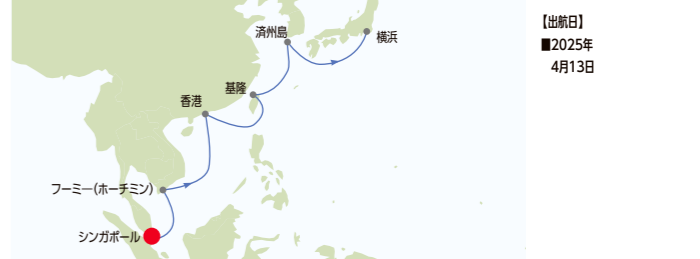 【出航日】
■2025年
4月13日
済州島
横浜
基隆
香港
フーミー(ホーチミン)
シンガポール